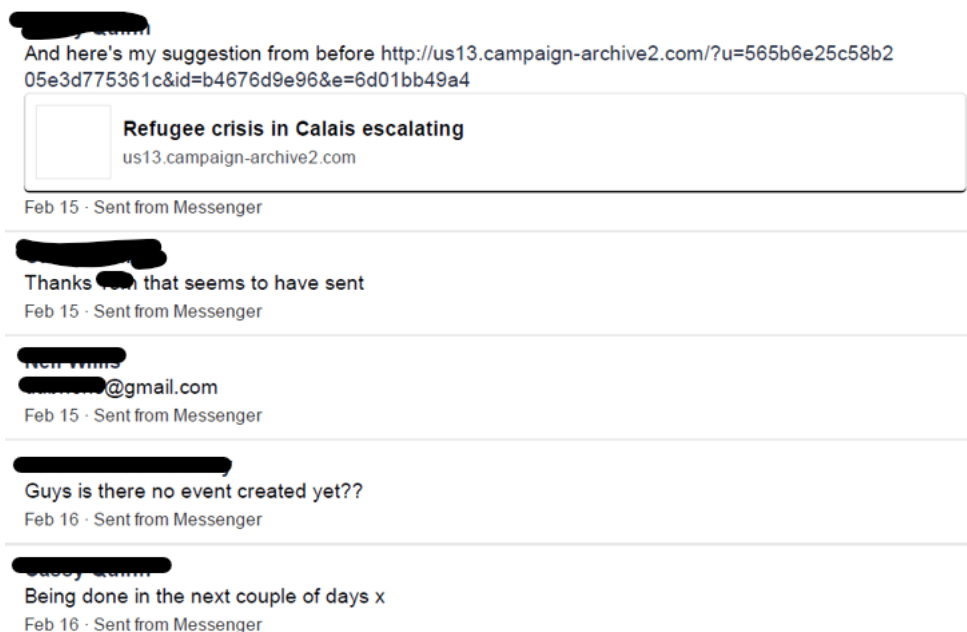 And here's my suggestion from before http://us13.campaign-archive2.com/?u=565b6e25c58b2
05e3d775361c&id=b4676d9e96&e=6d01bb49a4
Refugee crisis in Calais escalating
us13.campaign-archive2.com
Feb 15 · Sent from Messenger
Thanks that seems to have sent
Feb 15 · Sent from Messenger
@gmail.com
Feb 15 · Sent from Messenger
Guys is there no event created yet??
Feb 16 · Sent from Messenger
Being done in the next couple of days x
Feb 16 · Sent from Messenger